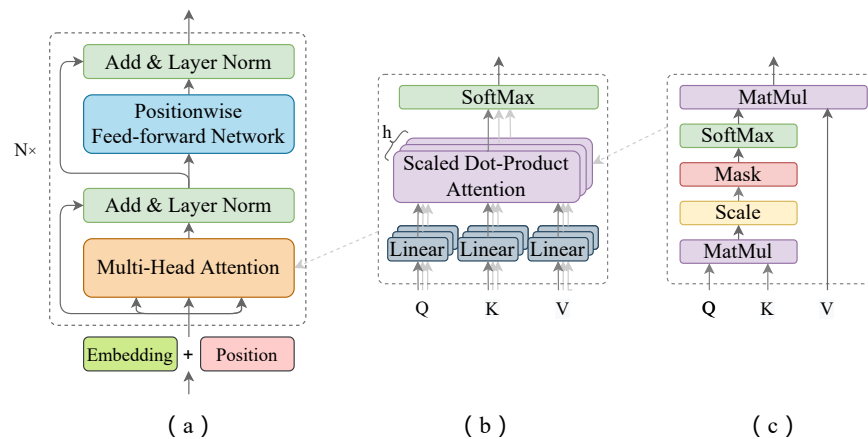 Add & Layer Norm
Positionwise
Feed-forward Network
N×
Add & Layer Norm
Multi-Head Attention
Embedding + Position
( a )
SoftMax
h
Scaled Dot-Product
Attention
Linear Linear Linear
Q K V
( b )
MatMul
SoftMax
Mask
Scale
MatMul
Q K V
( c )